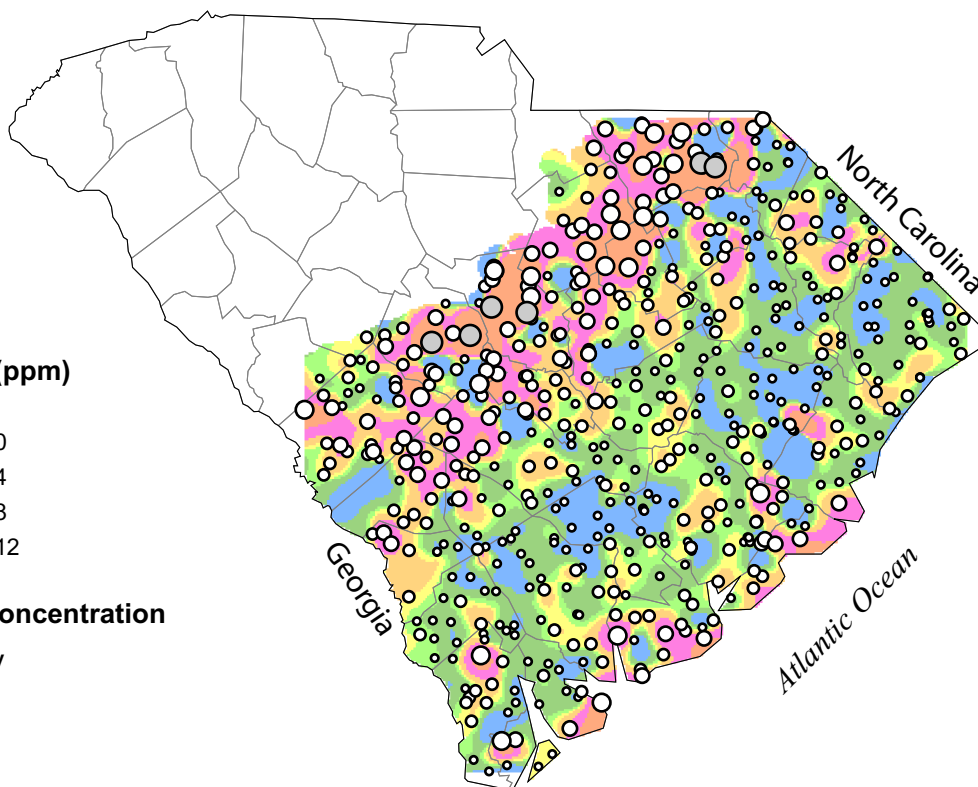 North Carolina
(ppm)
0
4
8
12
oncentration
Georgia
Atlantic Ocean